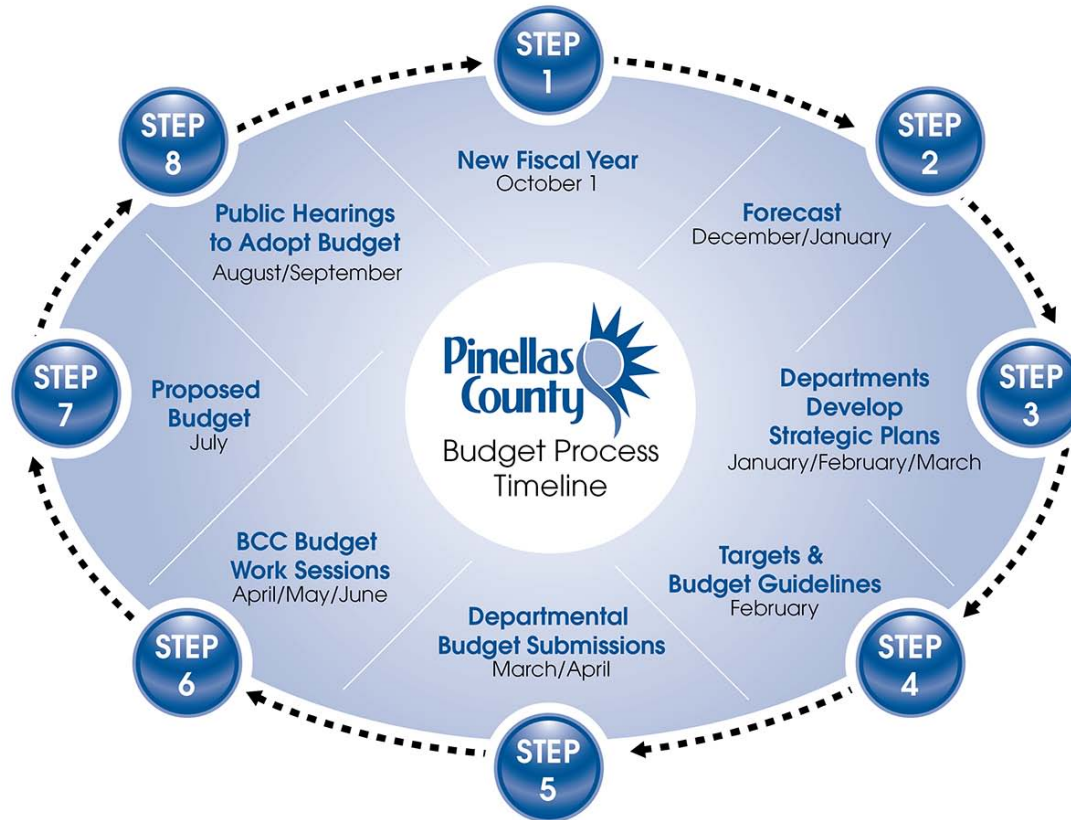 STEP
1
New Fiscal Year
October 1
STEP
2
Forecast
December/January
STEP
3
Departments
Develop
Strategic Plans
January/February/March
STEP
4
Targets &
Budget Guidelines
February
STEP
5
Departmental
Budget Submissions
March/April
STEP
6
BCC Budget
Work Sessions
April/May/June
STEP
7
Proposed
Budget
July
STEP
8
Public Hearings
to Adopt Budget
August/September
Pinellas
County
Budget Process
Timeline